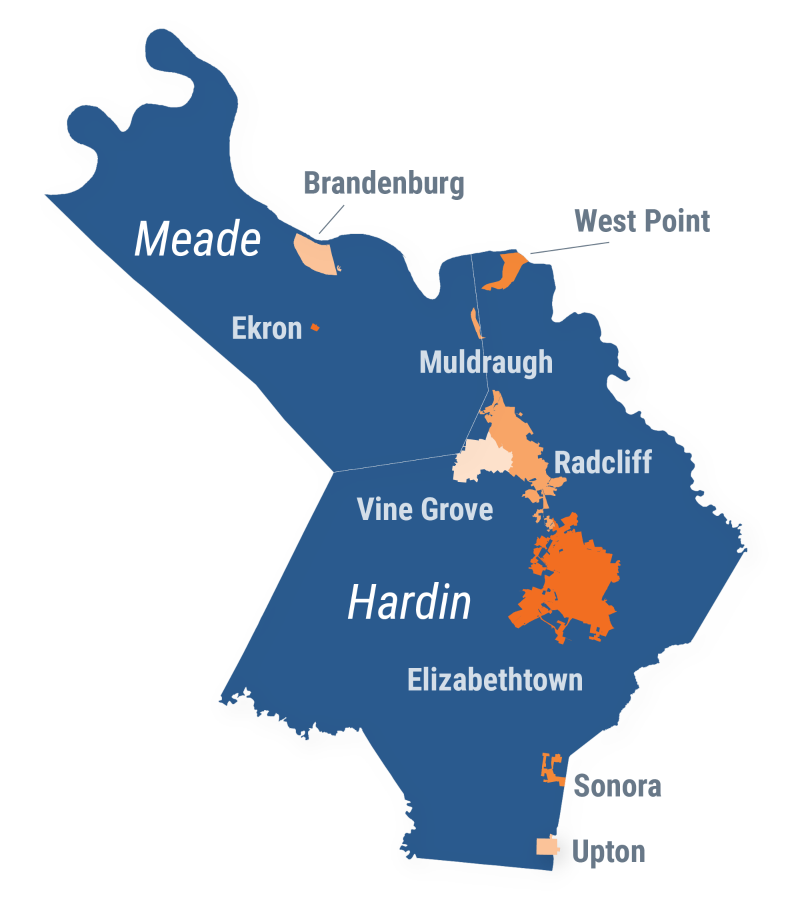 Brandenburg
West Point
Meade
Ekron
Muldraugh
Radcliff
Vine Grove
Hardin
Elizabethtown
Sonora
Upton